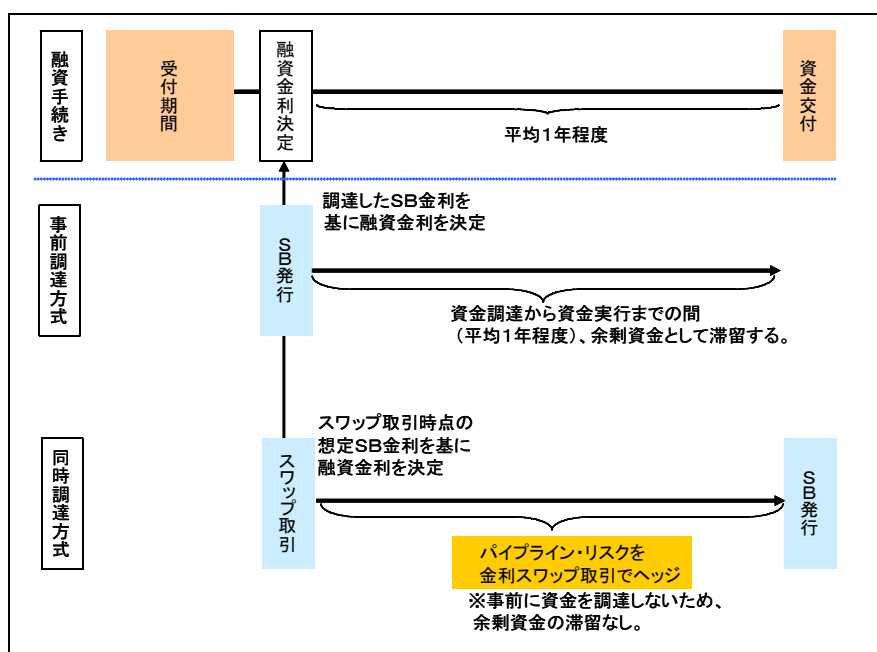 融資手続き
受付期間
融資金利決定
資金交付
平均1年程度
調達したSB金利を
基に融資金利を決定
事前調達方式
SB発行
資金調達から資金実行までの間
(平均1年程度)、余剰資金として滞留する。
スワップ取引時点の
想定SB金利を基に
融資金利を決定
同時調達方式
スワップ取引
SB発行
パイプライン・リスクを
金利スワップ取引でヘッジ
※事前に資金を調達しないため、
余剰資金の滞留なし。